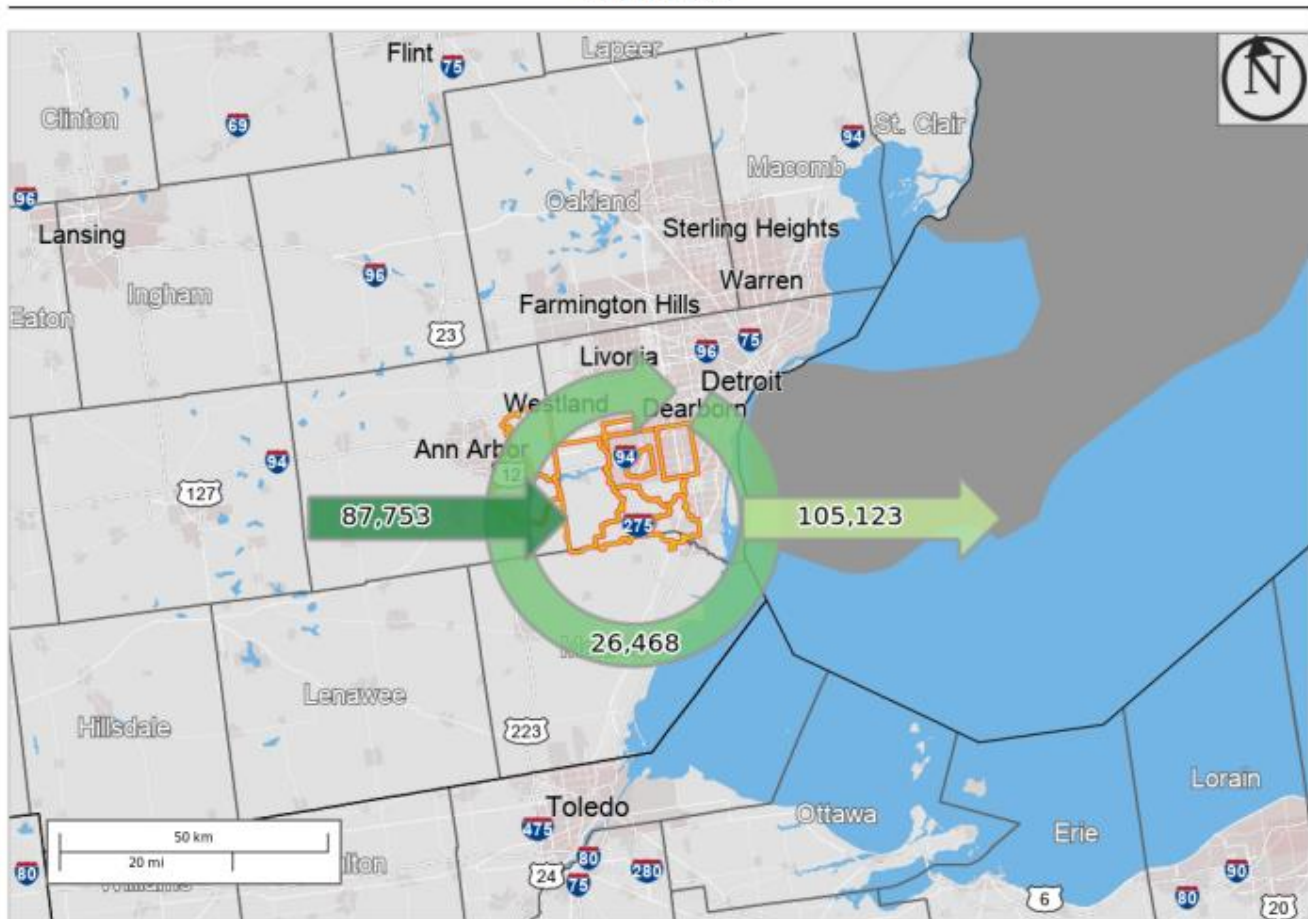 Flint
75
Lapeer
N
Clinton
69
94
St. Clair
Macomb
96
Oakland
Lansing
Sterling Heights
96
Warren
Ingham
Farmington Hills
Eaton
23
75
Livonia
96
Detroit
Westland
Dearborn
Ann Arbor
94
94
12
127
87,753
275
105,123
26,468
Lenawee
Hillsdale
223
Lorain
Toledo
Ottawa
475
Erie
50 km
20 mi
80
80
24
280
75
90
6
80
20